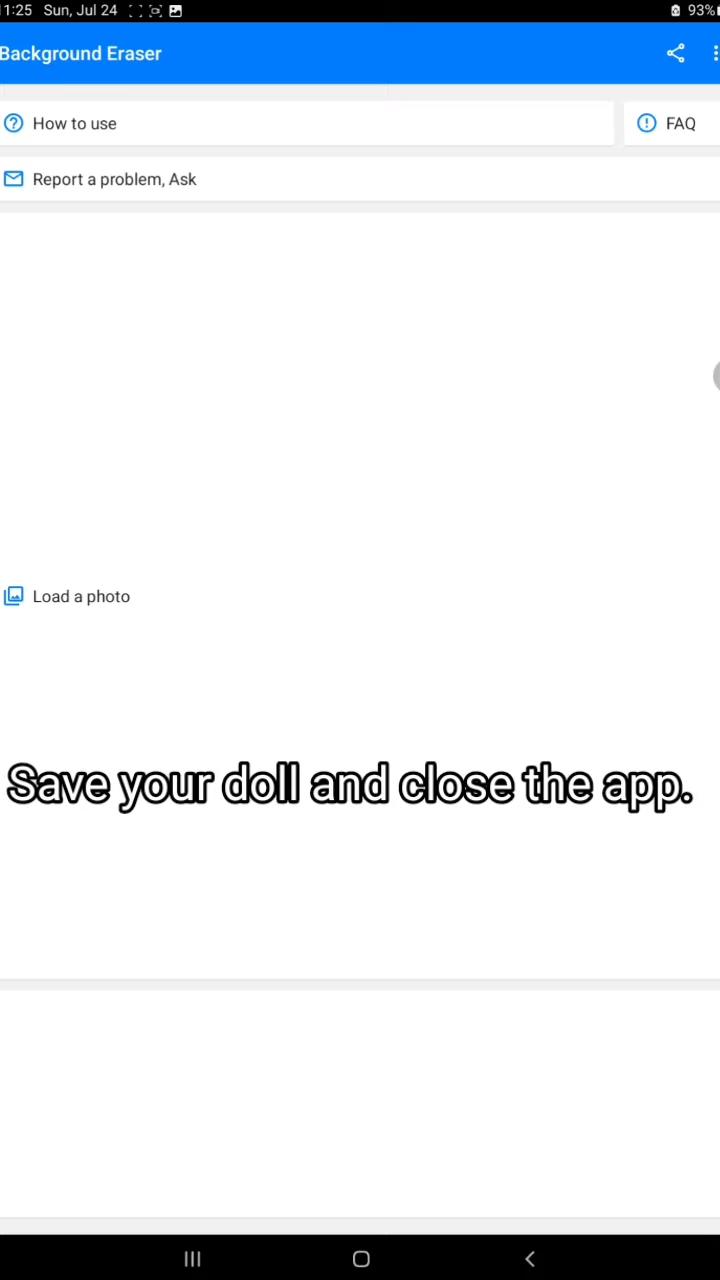 1:25 Sun, Jul 24 93%
Background Eraser
How to use
FAQ
Report a problem, Ask
Load a photo
Save your doll and close the app.